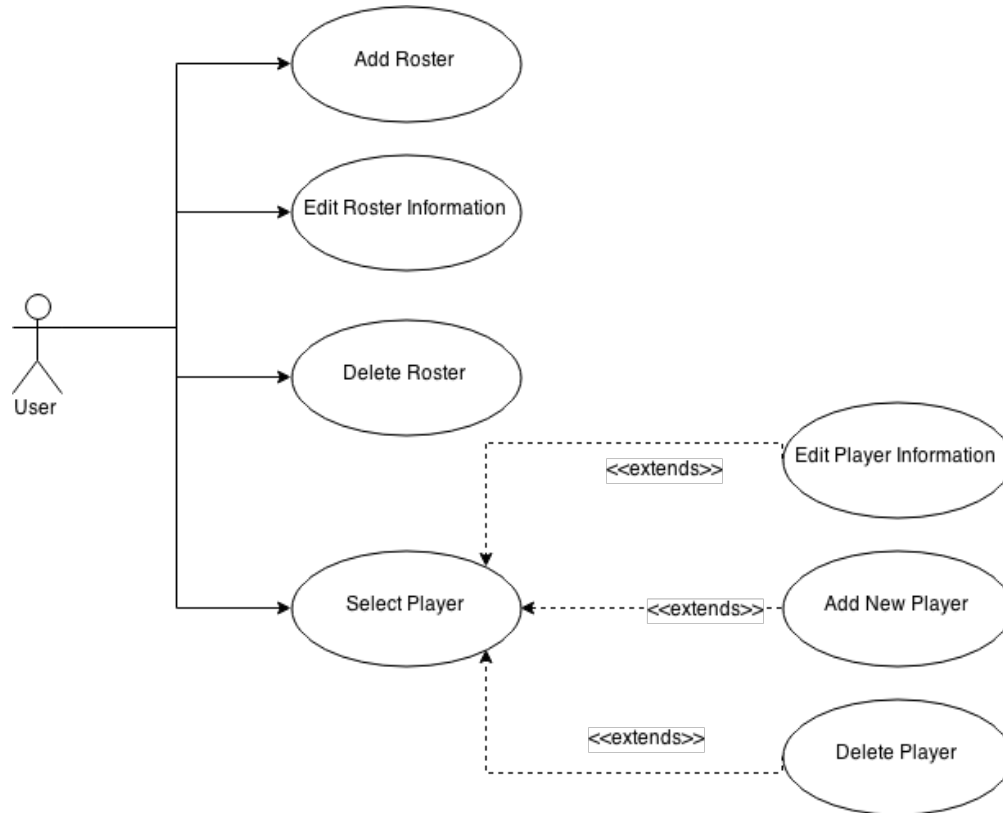 Add Roster
Edit Roster Information
Delete Roster
User
Edit Player Information
<<extends>>
Select Player
<<extends>>
Add New Player
<<extends>>
Delete Player